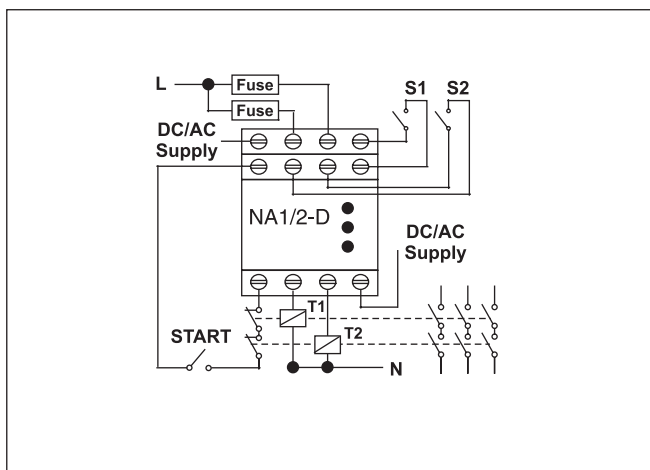 L
Fuse
Fuse
S1
S2
DC/AC
Supply
NA1/2-D
DC/AC
Supply
T1
T2
START
N